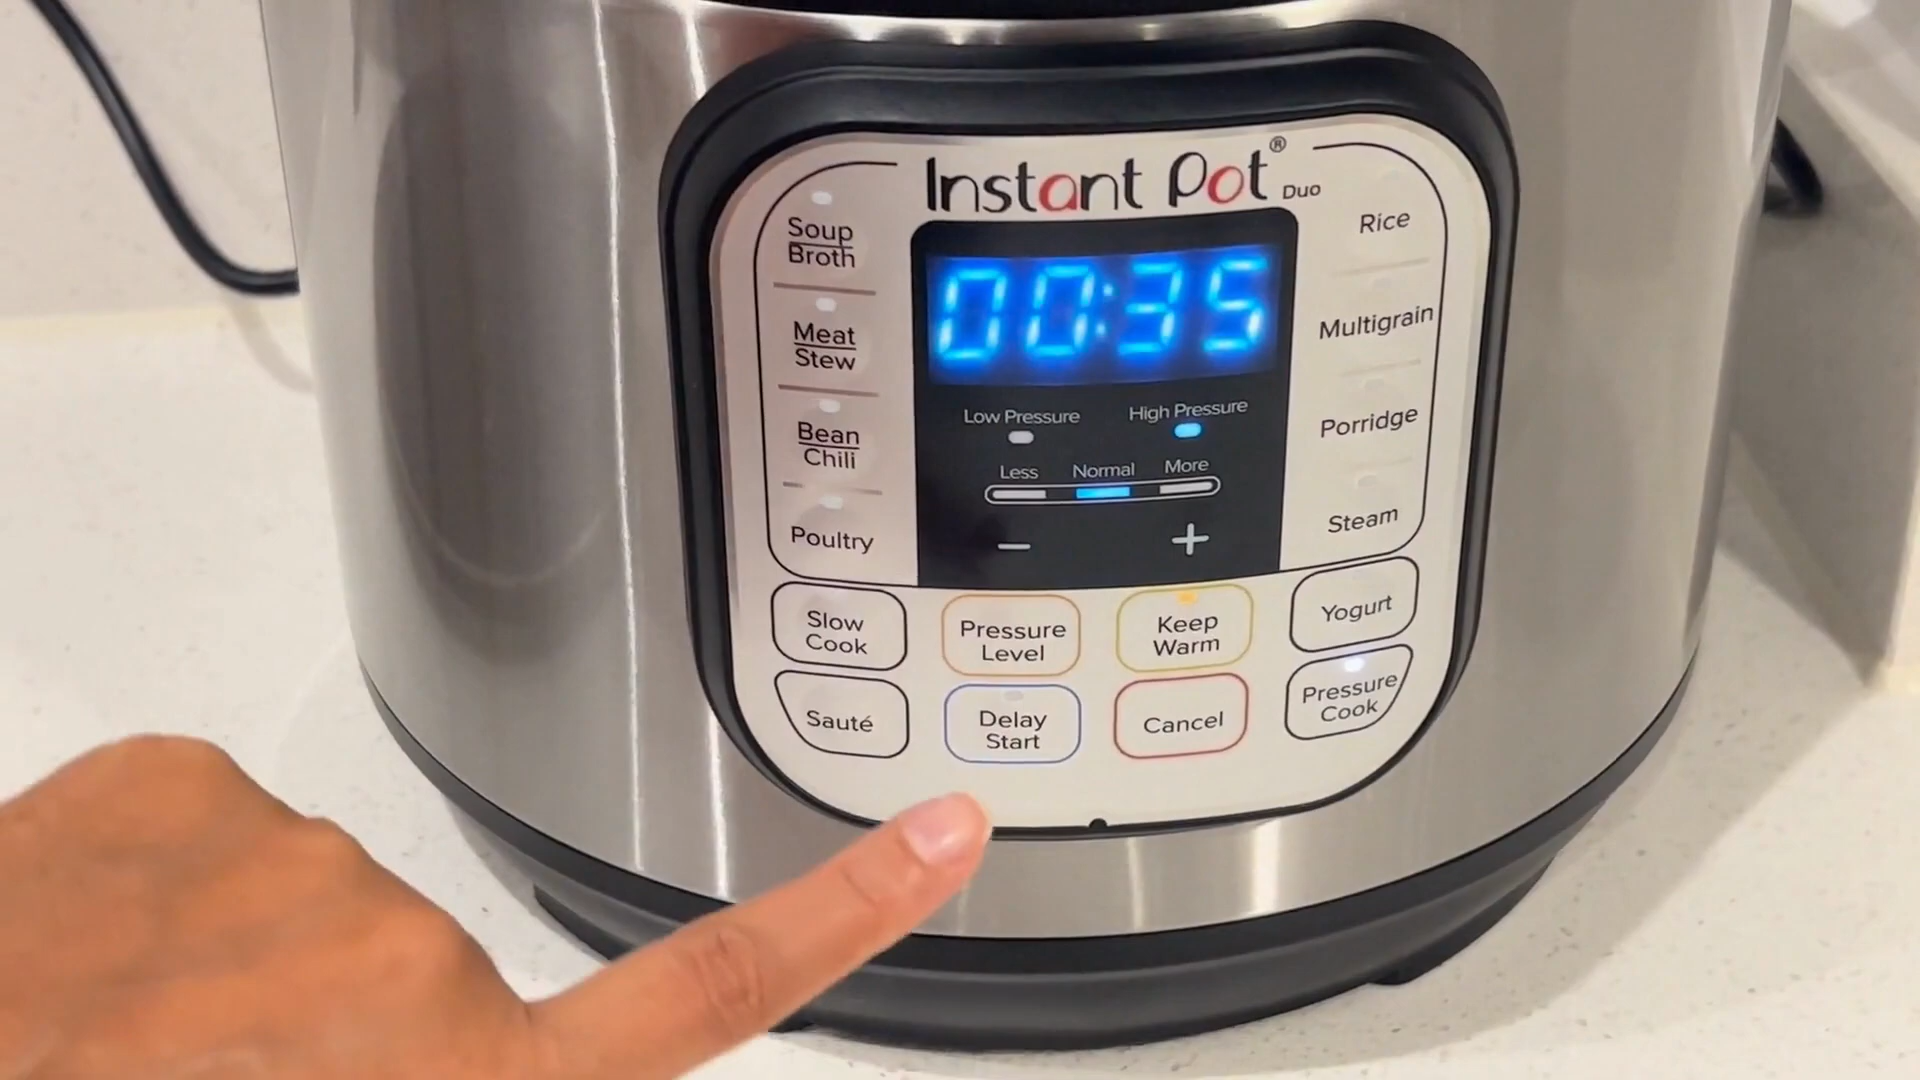 Instant Pot® Duo
Soup
Broth
Meat
Stew
Bean
Chili
Poultry
00:35
Low Pressure High Pressure
Less Normal More
− +
Rice
Multigrain
Porridge
Steam
Slow
Cook
Pressure
Level
Keep
Warm
Yogurt
Sauté
Delay
Start
Cancel
Pressure
Cook